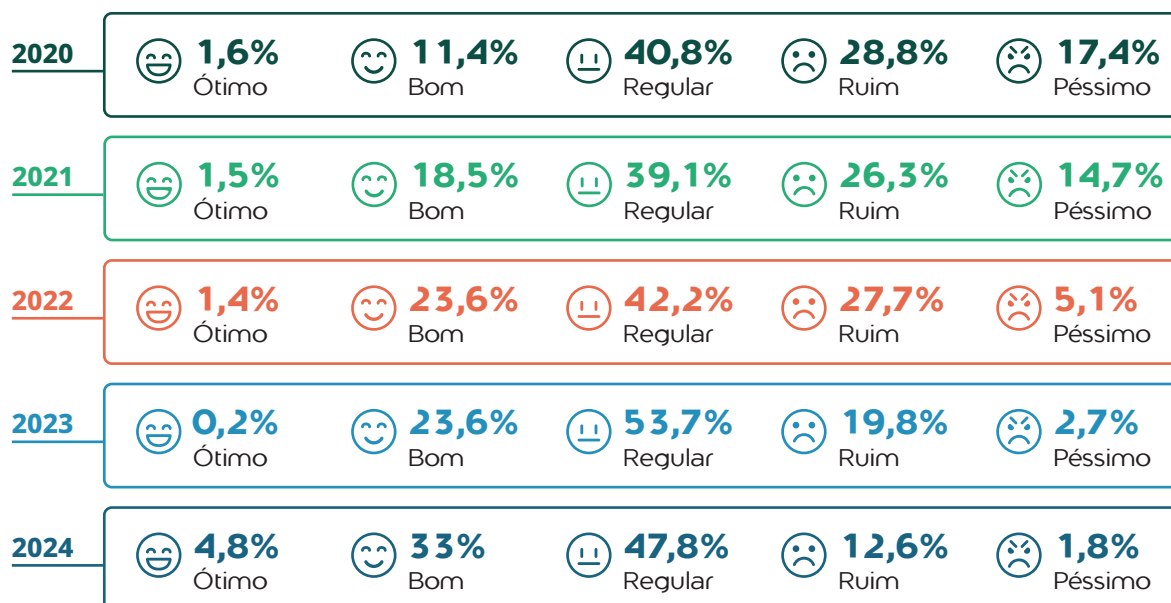 2020
1,6% 11,4% 40,8% 28,8% 17,4%
Ótimo Bom Regular Ruim Péssimo
2021
1,5% 18,5% 39,1% 26,3% 14,7%
Ótimo Bom Regular Ruim Péssimo
2022
1,4% 23,6% 42,2% 27,7% 5,1%
Ótimo Bom Regular Ruim Péssimo
2023
0,2% 23,6% 53,7% 19,8% 2,7%
Ótimo Bom Regular Ruim Péssimo
2024
4,8% 33% 47,8% 12,6% 1,8%
Ótimo Bom Regular Ruim Péssimo